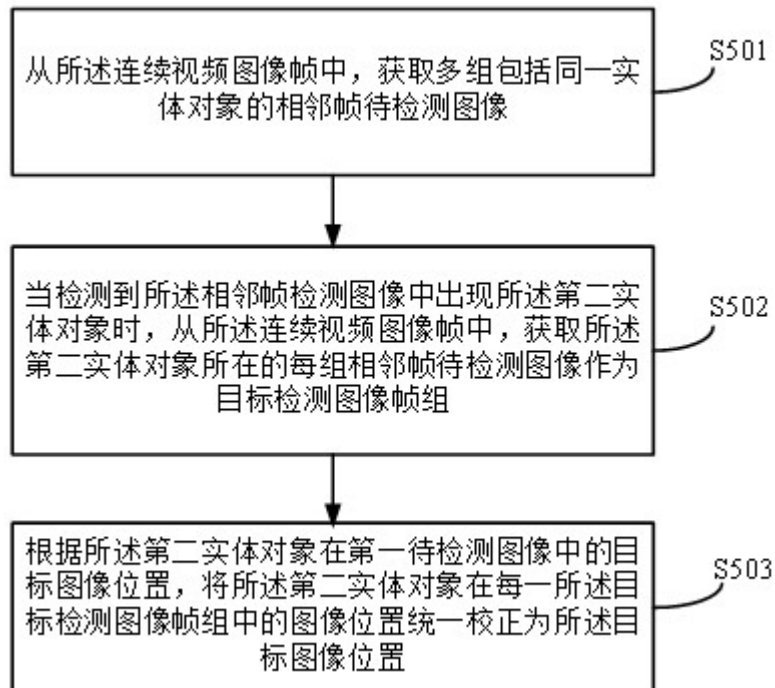 从所述连续视频图像帧中，获取多组包括同一实
体对象的相邻帧待检测图像
S501
当检测到所述相邻帧检测图像中出现所述第二实
体对象时，从所述连续视频图像帧中，获取所述
第二实体对象所在的每组相邻帧待检测图像作为
目标检测图像帧组
S502
根据所述第二实体对象在第一待检测图像中的目
标图像位置，将所述第二实体对象在每一所述目
标检测图像帧组中的图像位置统一校正为所述目
标图像位置
S503